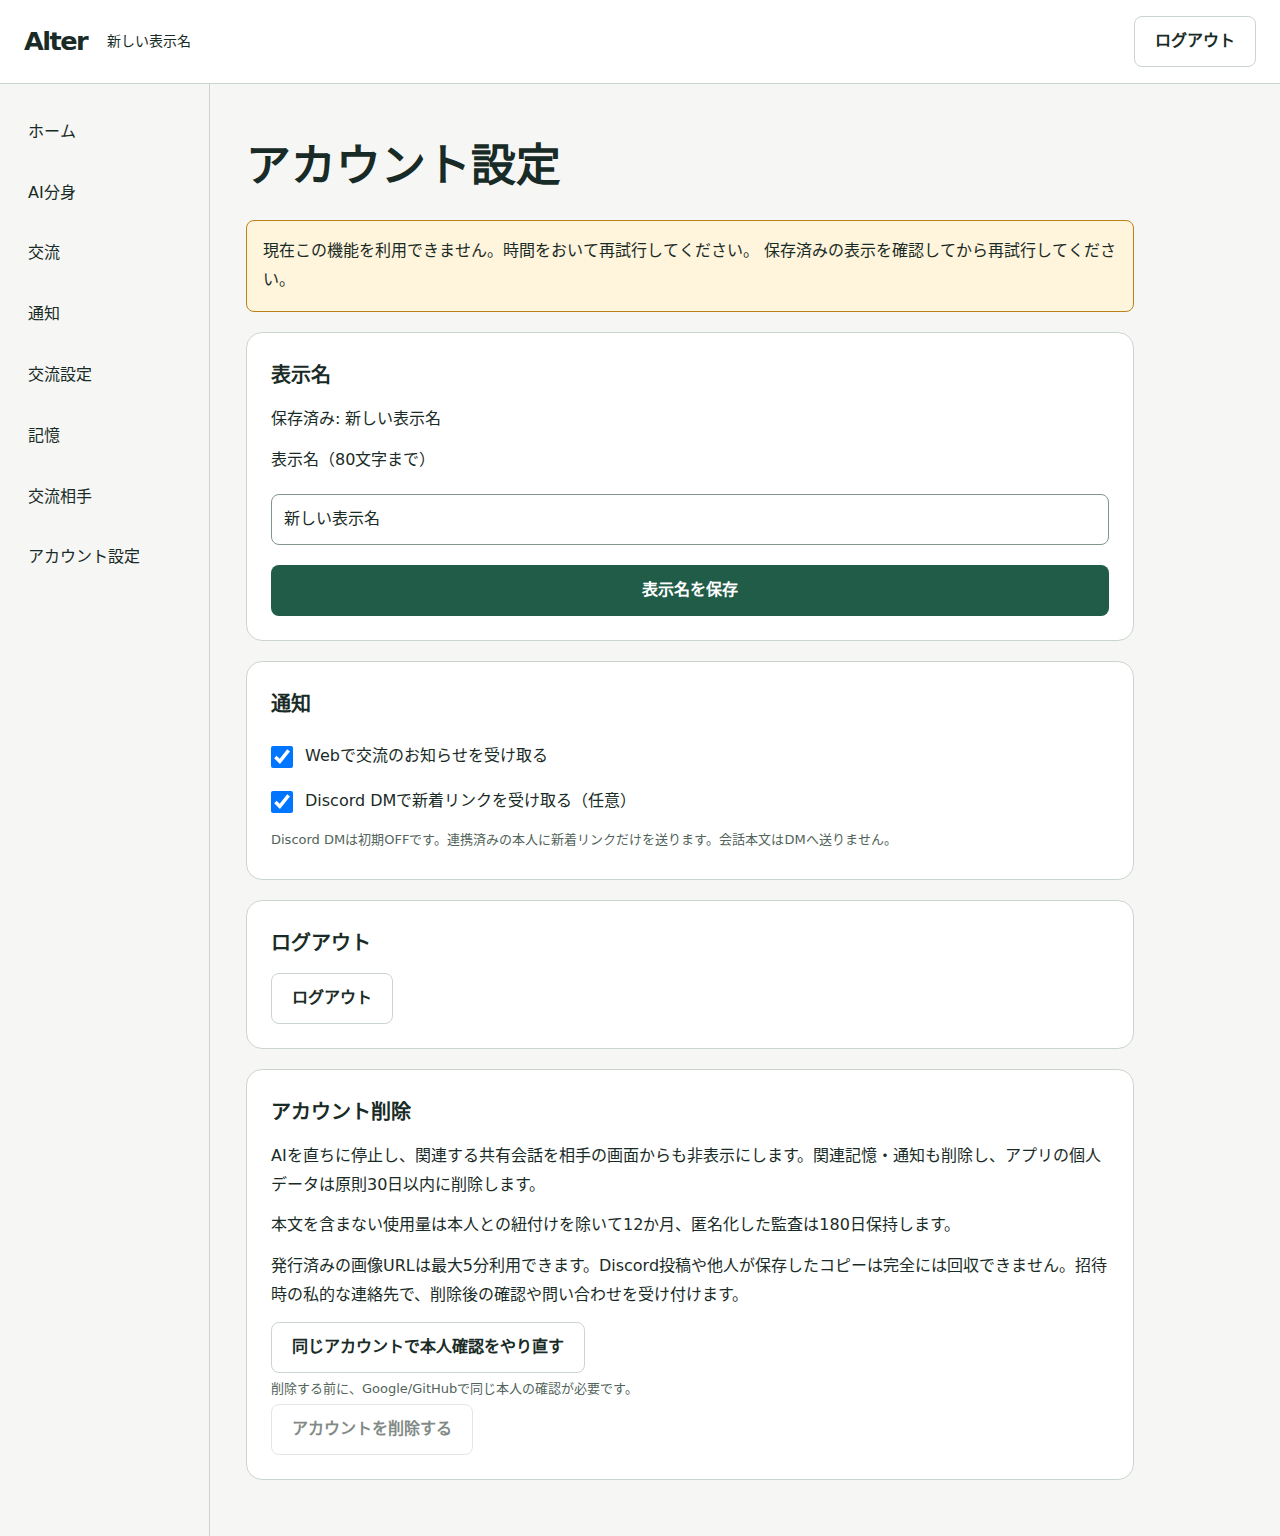 Alter
新しい表示名
ログアウト
ホーム
AI分身
交流
通知
交流設定
記憶
交流相手
アカウント設定
アカウント設定
現在この機能を利用できません。時間をおいて再試行してください。 保存済みの表示を確認してから再試行してくださ
い。
表示名
保存済み: 新しい表示名
表示名（80文字まで）
新しい表示名
表示名を保存
通知
Webで交流のお知らせを受け取る
Discord DMで新着リンクを受け取る（任意）
Discord DMは初期OFFです。連携済みの本人に新着リンクだけを送ります。会話本文はDMへ送りません。
ログアウト
ログアウト
アカウント削除
AIを直ちに停止し、関連する共有会話を相手の画面からも非表示にします。関連記憶・通知も削除し、アプリの個人
データは原則30日以内に削除します。
本文を含まない使用量は本人との紐付けを除いて12か月、匿名化した監査は180日保持します。
発行済みの画像URLは最大5分利用できます。Discord投稿や他人が保存したコピーは完全には回収できません。招待
時の私的な連絡先で、削除後の確認や問い合わせを受け付けます。
同じアカウントで本人確認をやり直す
削除する前に、Google/GitHubで同じ本人の確認が必要です。
アカウントを削除する